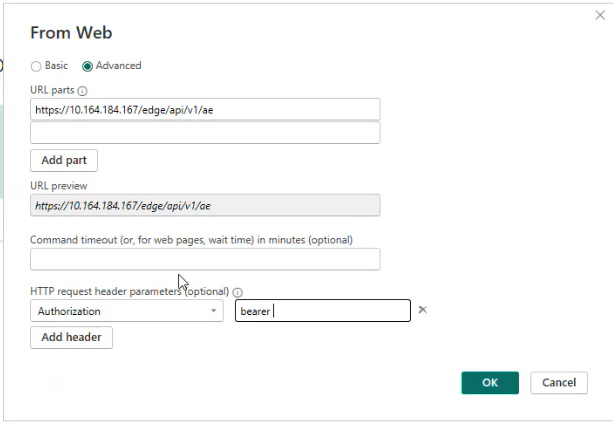 From Web
Basic Advanced
URL parts
https://10.164.184.167/edge/api/v1/ae
Add part
URL preview
https://10.164.184.167/edge/api/v1/ae
Command timeout (or, for web pages, wait time) in minutes (optional)
HTTP request header parameters (optional)
Authorization bearer
Add header
OK Cancel